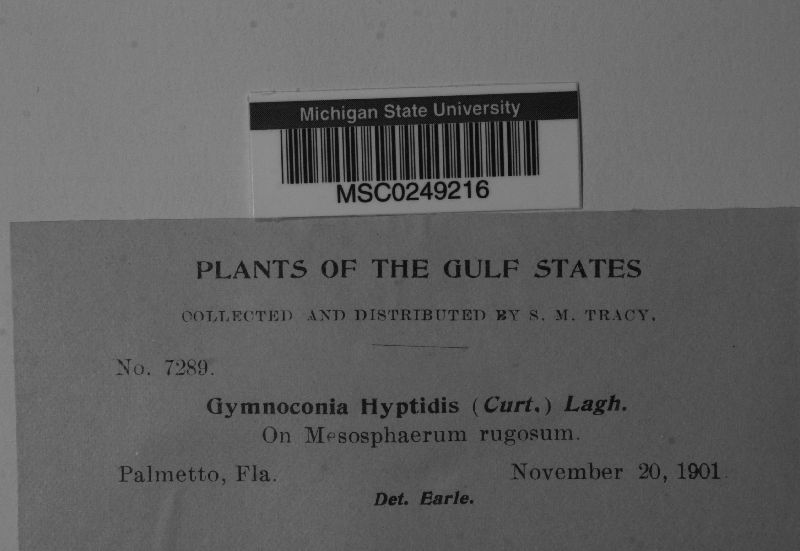 Michigan State University
MSC0249216
PLANTS OF THE GULF STATES
COLLECTED AND DISTRIBUTED BY S. M. TRACY.
No. 7289.
Gymnoconia Hyptidis (Curt.) Lagh.
On Mesosphaerum rugosum.
Palmetto, Fla. November 20, 1901.
Det. Earle.